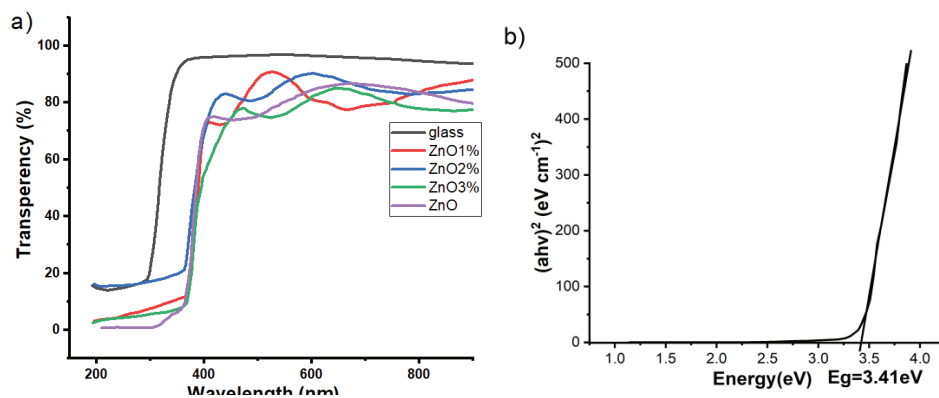 a)
Transperency (%)
100
80
60
40
20
0
200
400
600
800
Wavelength (nm)
glass
ZnO1%
ZnO2%
ZnO3%
ZnO
b)
(ahv)² (eV cm⁻¹)²
500
400
300
200
100
0
1.0
1.5
2.0
2.5
3.0
3.5
4.0
Energy(eV)
Eg=3.41eV